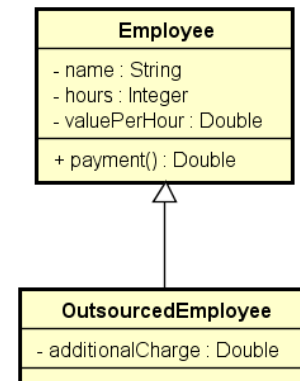 Employee
- name : String
- hours : Integer
- valuePerHour : Double
+ payment() : Double
OutsourcedEmployee
- additionalCharge : Double